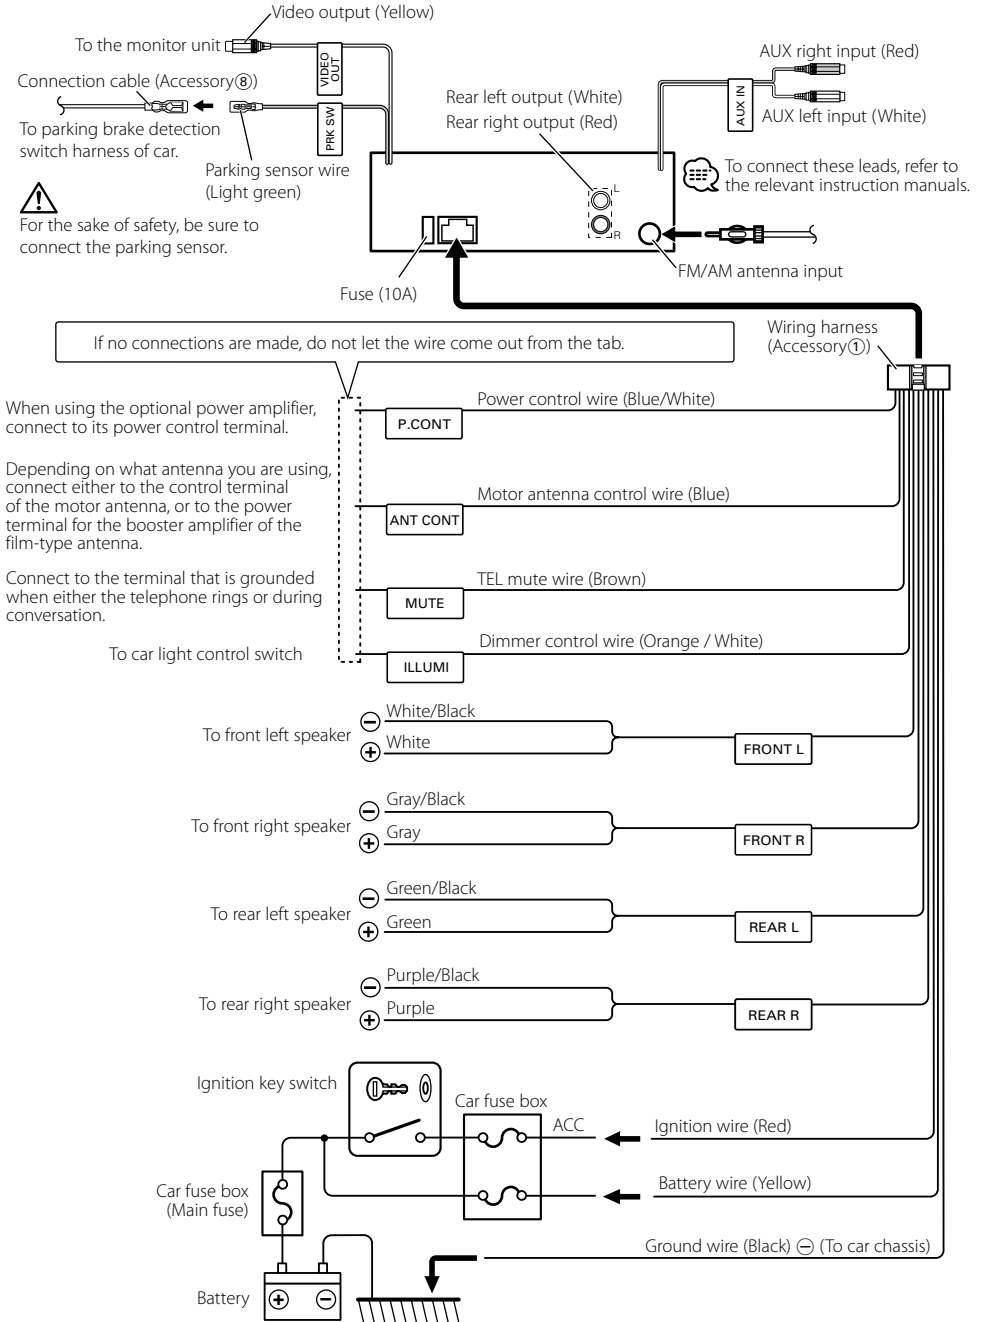 Video output (Yellow)
To the monitor unit
VIDEO
OUT
Connection cable (Accessory⑧)
PRK SW
To parking brake detection
switch harness of car.
Parking sensor wire
(Light green)
⚠
For the sake of safety, be sure to
connect the parking sensor.
Rear left output (White)
Rear right output (Red)
AUX right input (Red)
AUX IN
AUX left input (White)
To connect these leads, refer to
the relevant instruction manuals.
L
R
FM/AM antenna input
Fuse (10A)
Wiring harness
(Accessory①)
If no connections are made, do not let the wire come out from the tab.
When using the optional power amplifier,
connect to its power control terminal.
Power control wire (Blue/White)
P.CONT
Depending on what antenna you are using,
connect either to the control terminal
of the motor antenna, or to the power
terminal for the booster amplifier of the
film-type antenna.
Motor antenna control wire (Blue)
ANT CONT
Connect to the terminal that is grounded
when either the telephone rings or during
conversation.
TEL mute wire (Brown)
MUTE
To car light control switch
Dimmer control wire (Orange / White)
ILLUMI
To front left speaker
⊖ White/Black
⊕ White
FRONT L
To front right speaker
⊖ Gray/Black
⊕ Gray
FRONT R
To rear left speaker
⊖ Green/Black
⊕ Green
REAR L
To rear right speaker
⊖ Purple/Black
⊕ Purple
REAR R
Ignition key switch
Car fuse box
ACC
Ignition wire (Red)
Car fuse box
(Main fuse)
Battery wire (Yellow)
Ground wire (Black) ⊖ (To car chassis)
Battery
⊕ ⊖